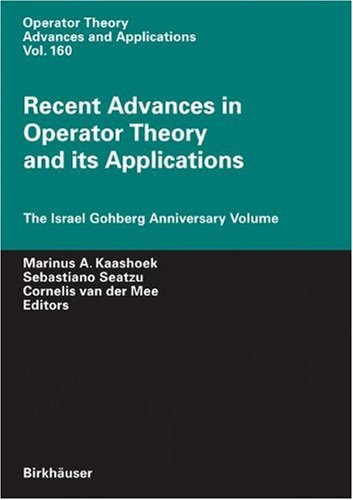 Operator Theory
Advances and Applications
Vol. 160
Recent Advances in
Operator Theory
and its Applications
The Israel Gohberg Anniversary Volume
Marinus A. Kaashoek
Sebastiano Seatzu
Cornelis van der Mee
Editors
Birkhäuser